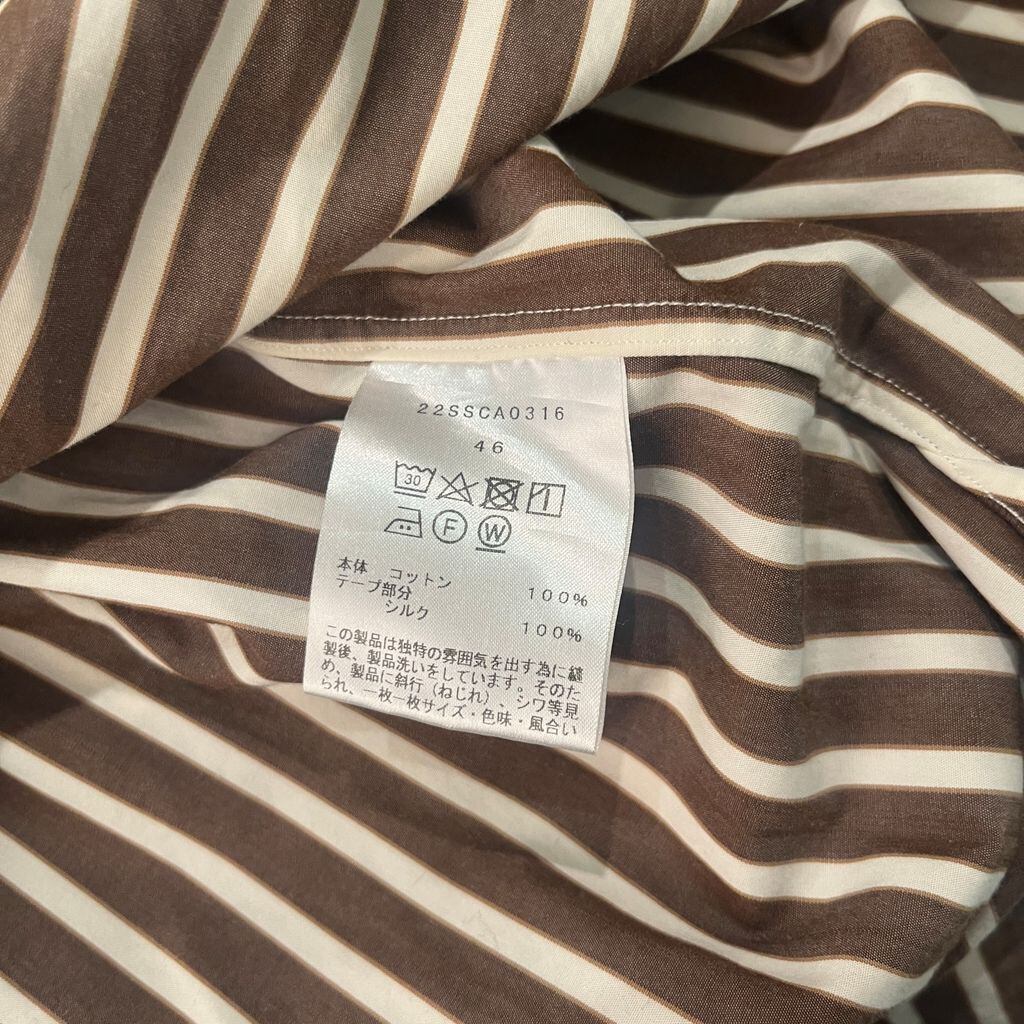 22SSCA0316
46
30
F W
本体 コットン 100%
テープ部分
シルク 100%
この製品は独特の雰囲気を出す為に縫
製後、製品洗いをしています。そのた
め、製品に斜行（ねじれ）、シワ等見
られ、一枚一枚サイズ・色味・風合い